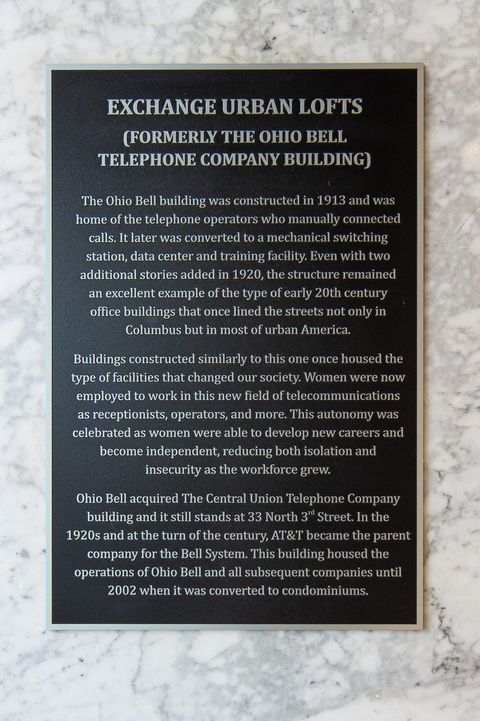 EXCHANGE URBAN LOFTS
(FORMERLY THE OHIO BELL
TELEPHONE COMPANY BUILDING)
The Ohio Bell building was constructed in 1913 and was
home of the telephone operators who manually connected
calls. It later was converted to a mechanical switching
station, data center and training facility. Even with two
additional stories added in 1920, the structure remained
an excellent example of the type of early 20th century
office buildings that once lined the streets not only in
Columbus but in most of urban America.
Buildings constructed similarly to this one once housed the
type of facilities that changed our society. Women were now
employed to work in this new field of telecommunications
as receptionists, operators, and more. This autonomy was
celebrated as women were able to develop new careers and
become independent, reducing both isolation and
insecurity as the workforce grew.
Ohio Bell acquired The Central Union Telephone Company
building and it still stands at 33 North 3rd Street. In the
1920s and at the turn of the century, AT&T became the parent
company for the Bell System. This building housed the
operations of Ohio Bell and all subsequent companies until
2002 when it was converted to condominiums.